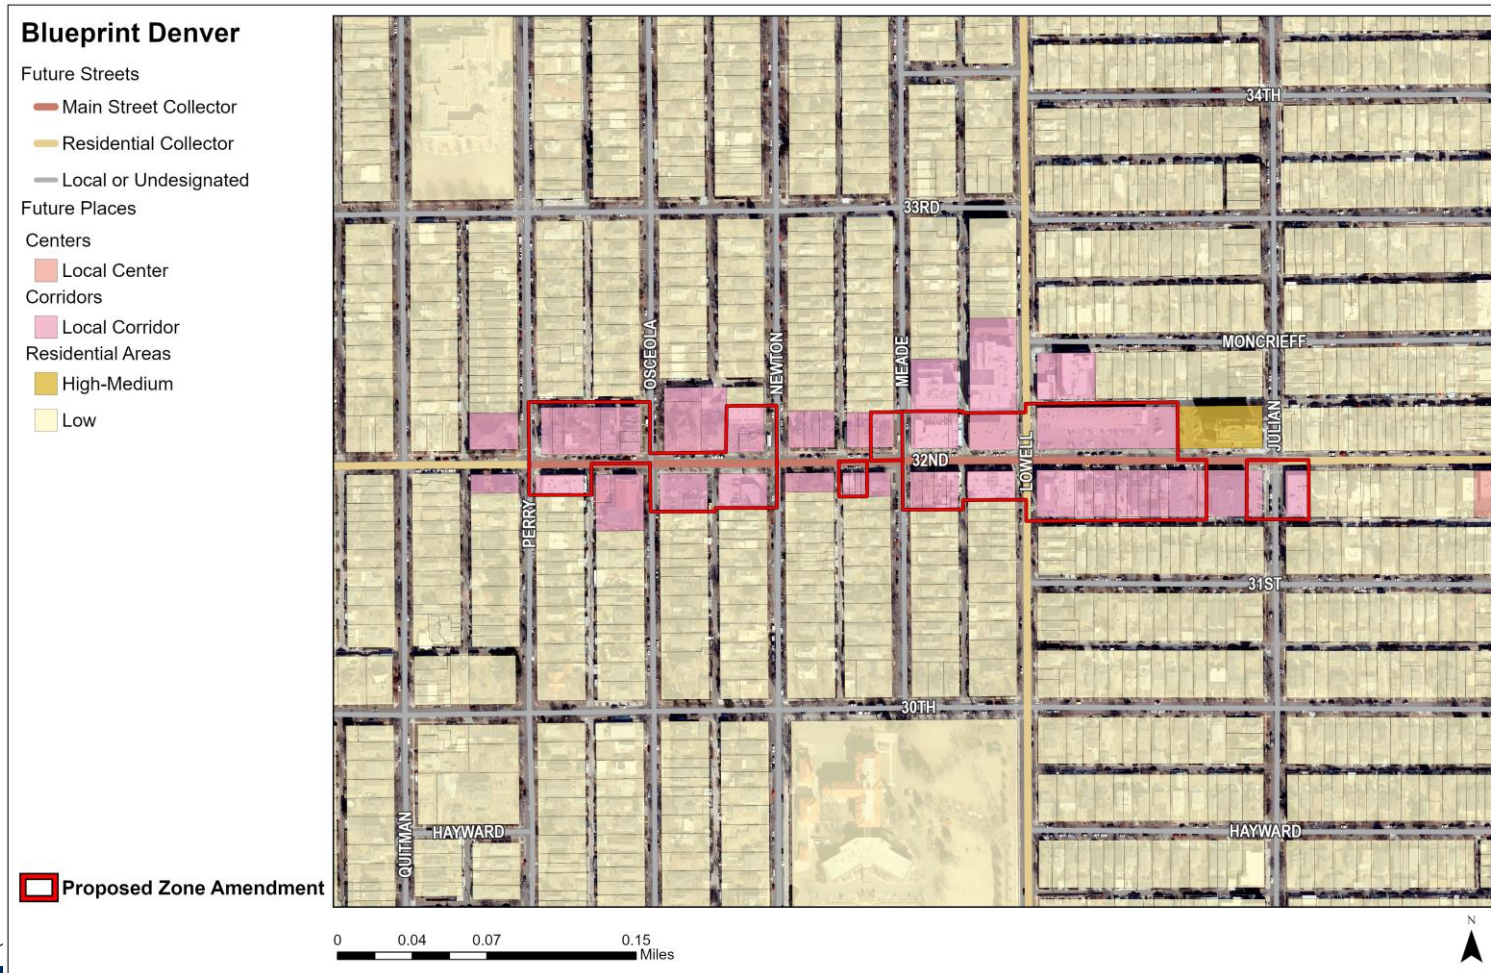 Blueprint Denver
Future Streets
Main Street Collector
Residential Collector
Local or Undesignated
Future Places
Centers
Local Center
Corridors
Local Corridor
Residential Areas
High-Medium
Low
Proposed Zone Amendment
34TH
33RD
MONCRIEFF
OSCEOLA
NEWTON
MEADE
JULIAN
LOWELL
32ND
PERRY
31ST
30TH
QUITMAN
HAYWARD
HAYWARD
0 0.04 0.07 0.15
Miles
N